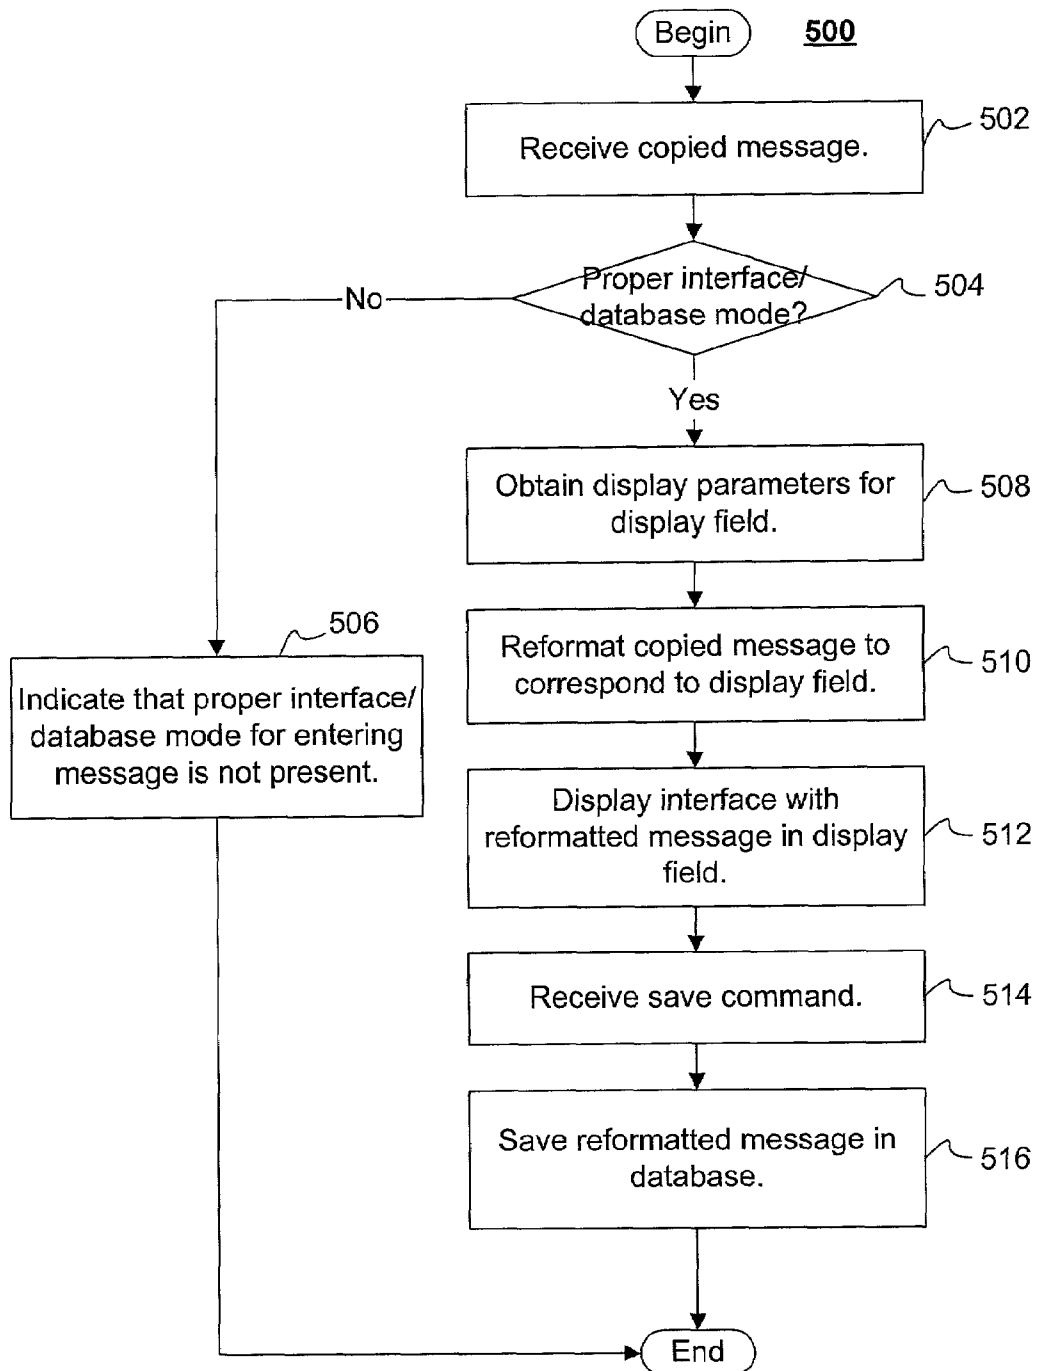 Begin
500
Receive copied message.
502
Proper interface/
database mode?
504
No
Yes
Obtain display parameters for
display field.
508
506
Indicate that proper interface/
database mode for entering
message is not present.
Reformat copied message to
correspond to display field.
510
Display interface with
reformatted message in display
field.
512
Receive save command.
514
Save reformatted message in
database.
516
End